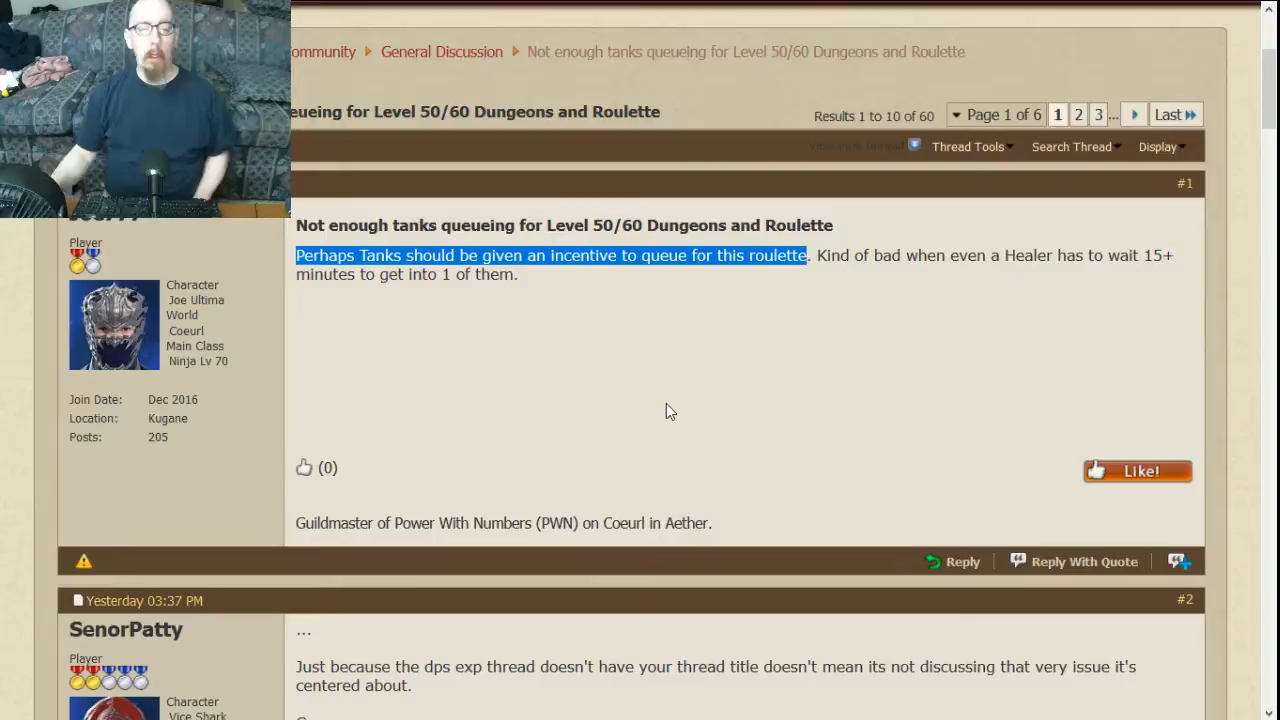 ommunity General Discussion Not enough tanks queueing for Level 50/60 Dungeons and Roulette
ueing for Level 50/60 Dungeons and Roulette
Results 1 to 10 of 60 Page 1 of 6 1 2 3 ... Last
Thread Tools Search Thread Display
#1
Player
Character
Joe Ultima
World
Coeurl
Main Class
Ninja Lv 70
Join Date: Dec 2016
Location: Kugane
Posts: 205
Not enough tanks queueing for Level 50/60 Dungeons and Roulette
Perhaps Tanks should be given an incentive to queue for this roulette. Kind of bad when even a Healer has to wait 15+
minutes to get into 1 of them.
(0)
Like!
Guildmaster of Power With Numbers (PWN) on Coeurl in Aether.
Reply Reply With Quote
Yesterday 03:37 PM #2
SenorPatty
Player
Character
Vice Shark
...
Just because the dps exp thread doesn't have your thread title doesn't mean its not discussing that very issue it's
centered about.